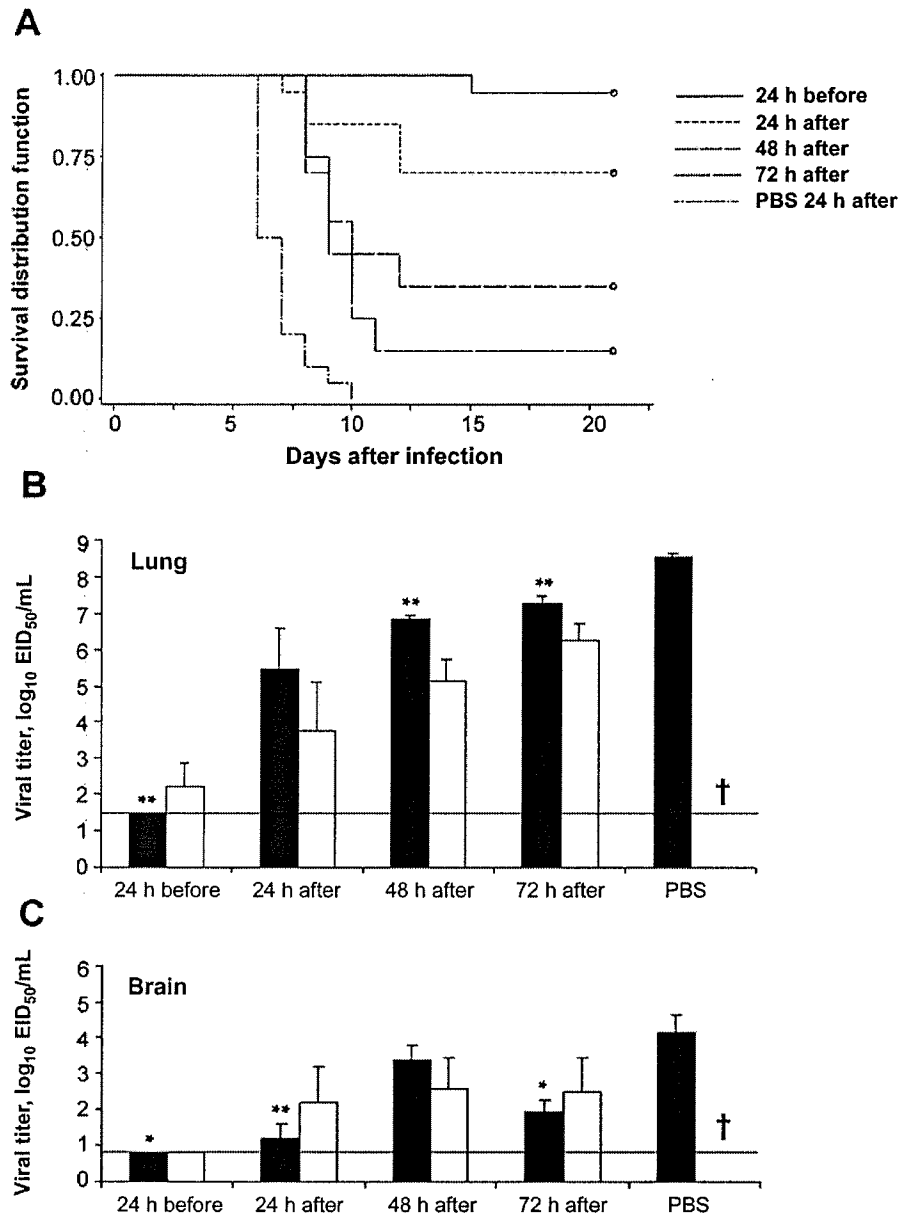 A
1.00
0.75
0.50
0.25
0.00
Survival distribution function
0 5 10 15 20
Days after infection
24 h before
24 h after
48 h after
72 h after
PBS 24 h after
B
Lung
9
8
7
6
5
4
3
2
1
0
Viral titer, log10 EID50/mL
**
**
**
†
24 h before 24 h after 48 h after 72 h after PBS
C
Brain
6
5
4
3
2
1
0
Viral titer, log10 EID50/mL
*
**
*
†
24 h before 24 h after 48 h after 72 h after PBS